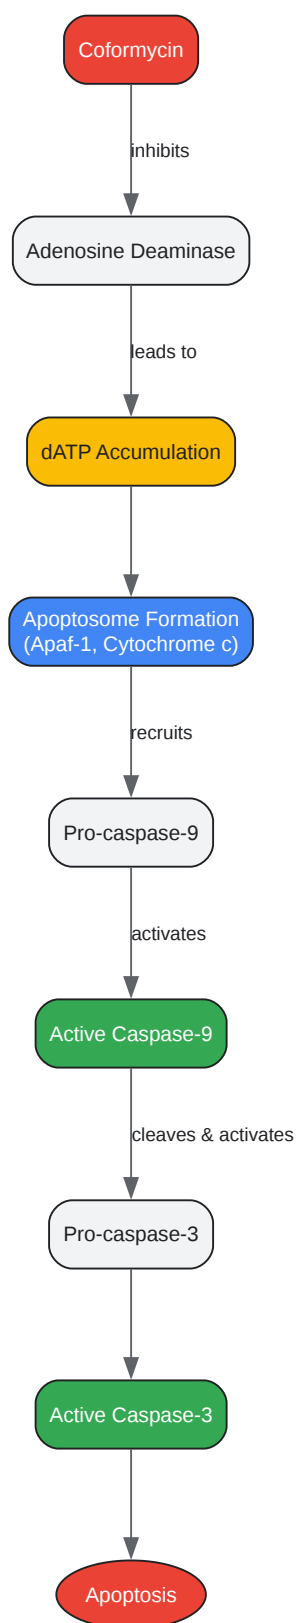 Coformycin
inhibits
Adenosine Deaminase
leads to
dATP Accumulation
Apoptosome Formation
(Apaf-1, Cytochrome c)
recruits
Pro-caspase-9
activates
Active Caspase-9
cleaves & activates
Pro-caspase-3
Active Caspase-3
Apoptosis